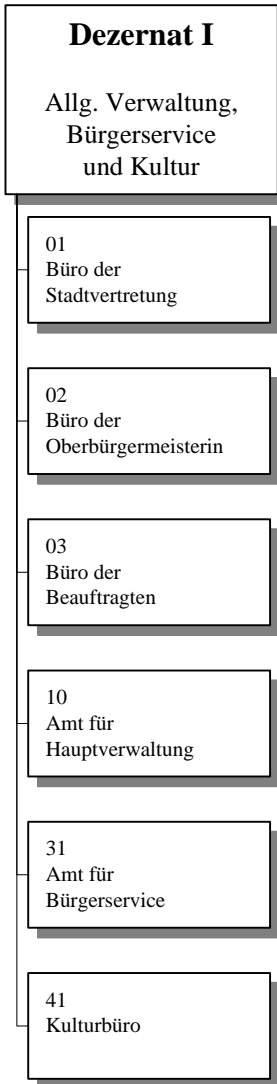 Dezernat I
Allg. Verwaltung,
Bürgerservice
und Kultur
01
Büro der
Stadtvertretung
02
Büro der
Oberbürgermeisterin
03
Büro der
Beauftragten
10
Amt für
Hauptverwaltung
31
Amt für
Bürgerservice
41
Kulturbüro